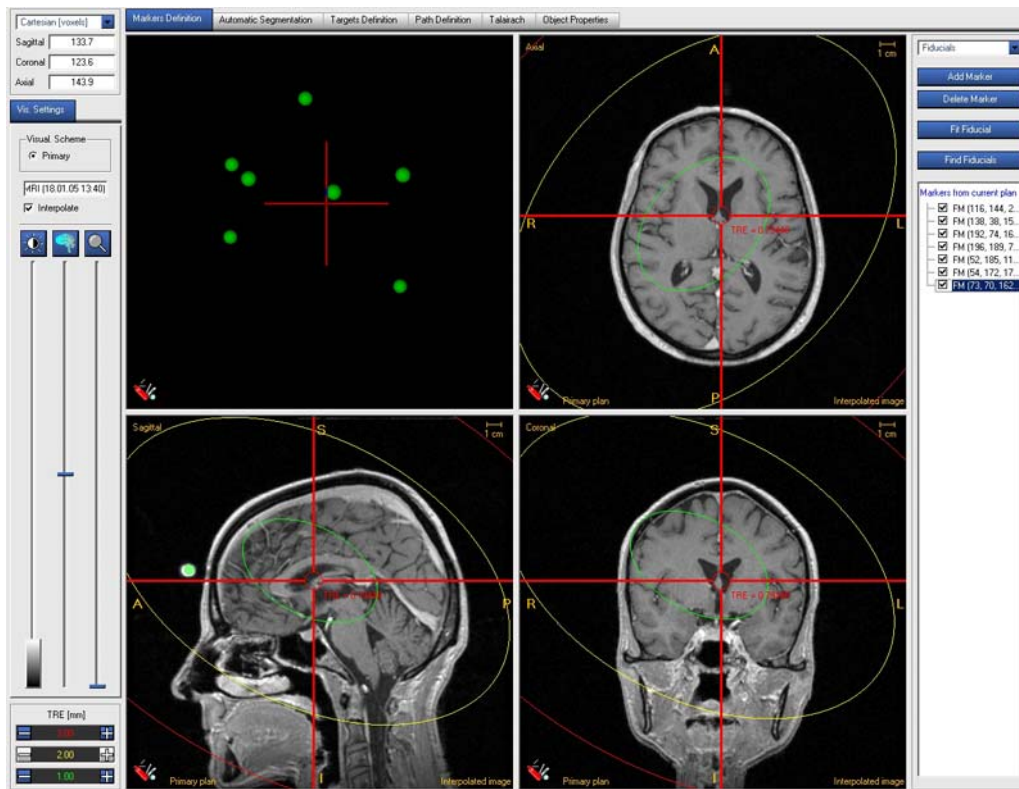 Cartesian [voxels]
Sagittal 133.7
Coronal 123.6
Axial 143.9
Vis. Settings
Visual. Scheme
Primary
MRI (18.01.05 13:40)
Interpolate
TRE [mm]
3.00
2.00
1.00
Markers Definition Automatic Segmentation Targets Definition Path Definition Talairach Object Properties
Axial
A
1 cm
R
L
TRE =
P
Primary plan
Interpolated image
Sagittal
S
1 cm
A
P
TRE =
I
Primary plan
Interpolated image
Coronal
S
1 cm
R
L
TRE =
I
Primary plan
Interpolated image
Fiducials
Add Marker
Delete Marker
Fit Fiducial
Find Fiducials
Markers from current plan
FM (116, 144, 2...
FM (138, 38, 15...
FM (192, 74, 16...
FM (196, 189, 7...
FM (52, 185, 11...
FM (54, 172, 17...
FM (73, 70, 162...